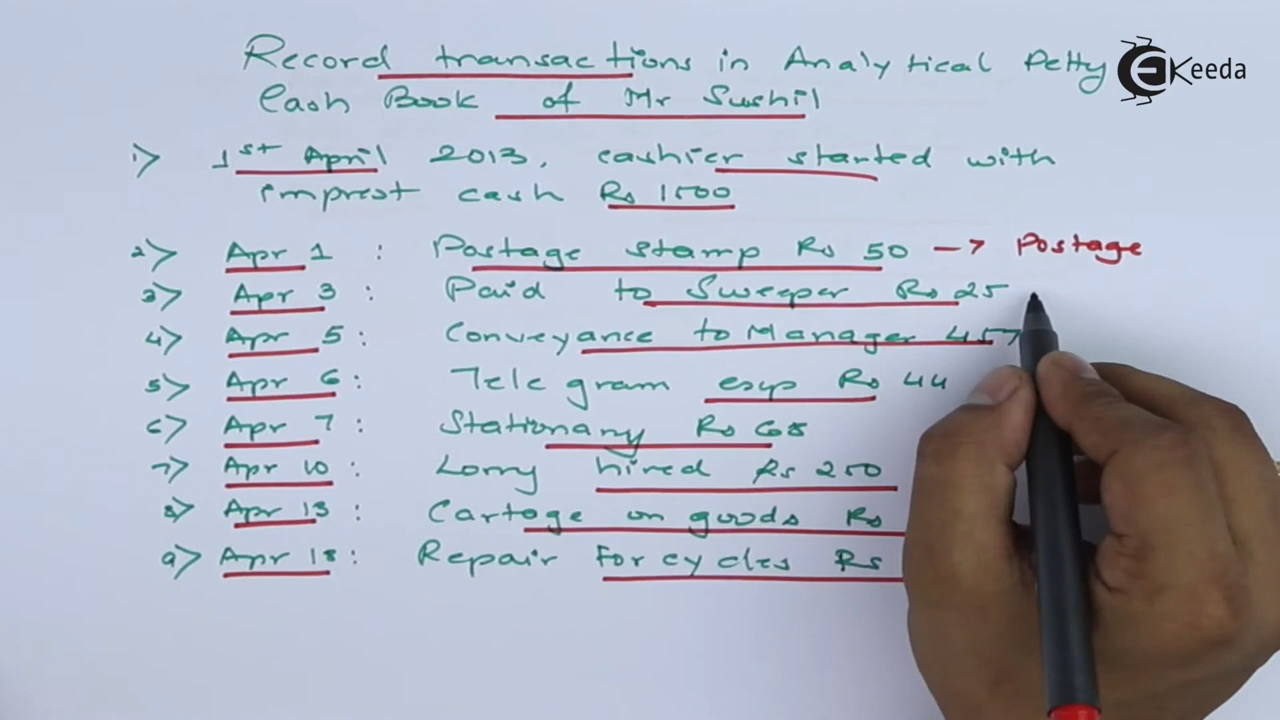 Record transactions in Analytical Petty
Cash Book of Mr Sushil
EKeeda
1) 1st April 2013, cashier started with
imprest cash Rs 1500
2) Apr 1 : Postage stamp Rs 50 → Postage
3) Apr 3 : Paid to Sweeper Rs 25
4) Apr 5 : Conveyance to Manager 457
5) Apr 6 : Telegram exp Rs 44
6) Apr 7 : Stationary Rs 68
7) Apr 10 : Lorry hired Rs 250
8) Apr 13 : Cartage on goods Rs
9) Apr 18 : Repair for cycles Rs